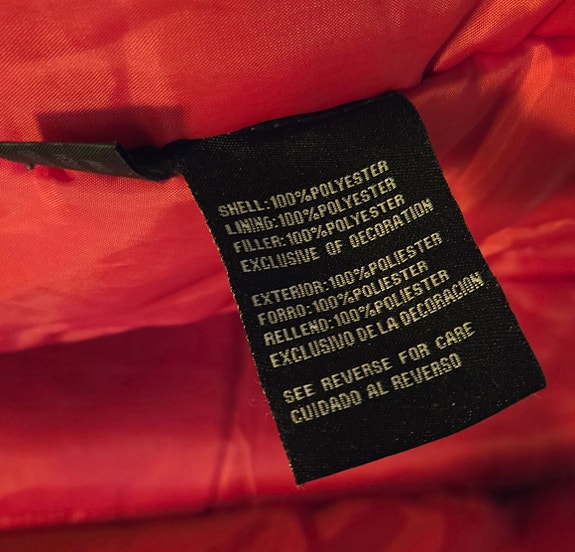 SHELL:100%POLYESTER
LINING:100%POLYESTER
FILLER:100%POLYESTER
EXCLUSIVE OF DECORATION
EXTERIOR:100%POLIESTER
FORRO:100%POLIESTER
RELLENO:100%POLIESTER
EXCLUSIVO DE LA DECORACION
SEE REVERSE FOR CARE
CUIDADO AL REVERSO